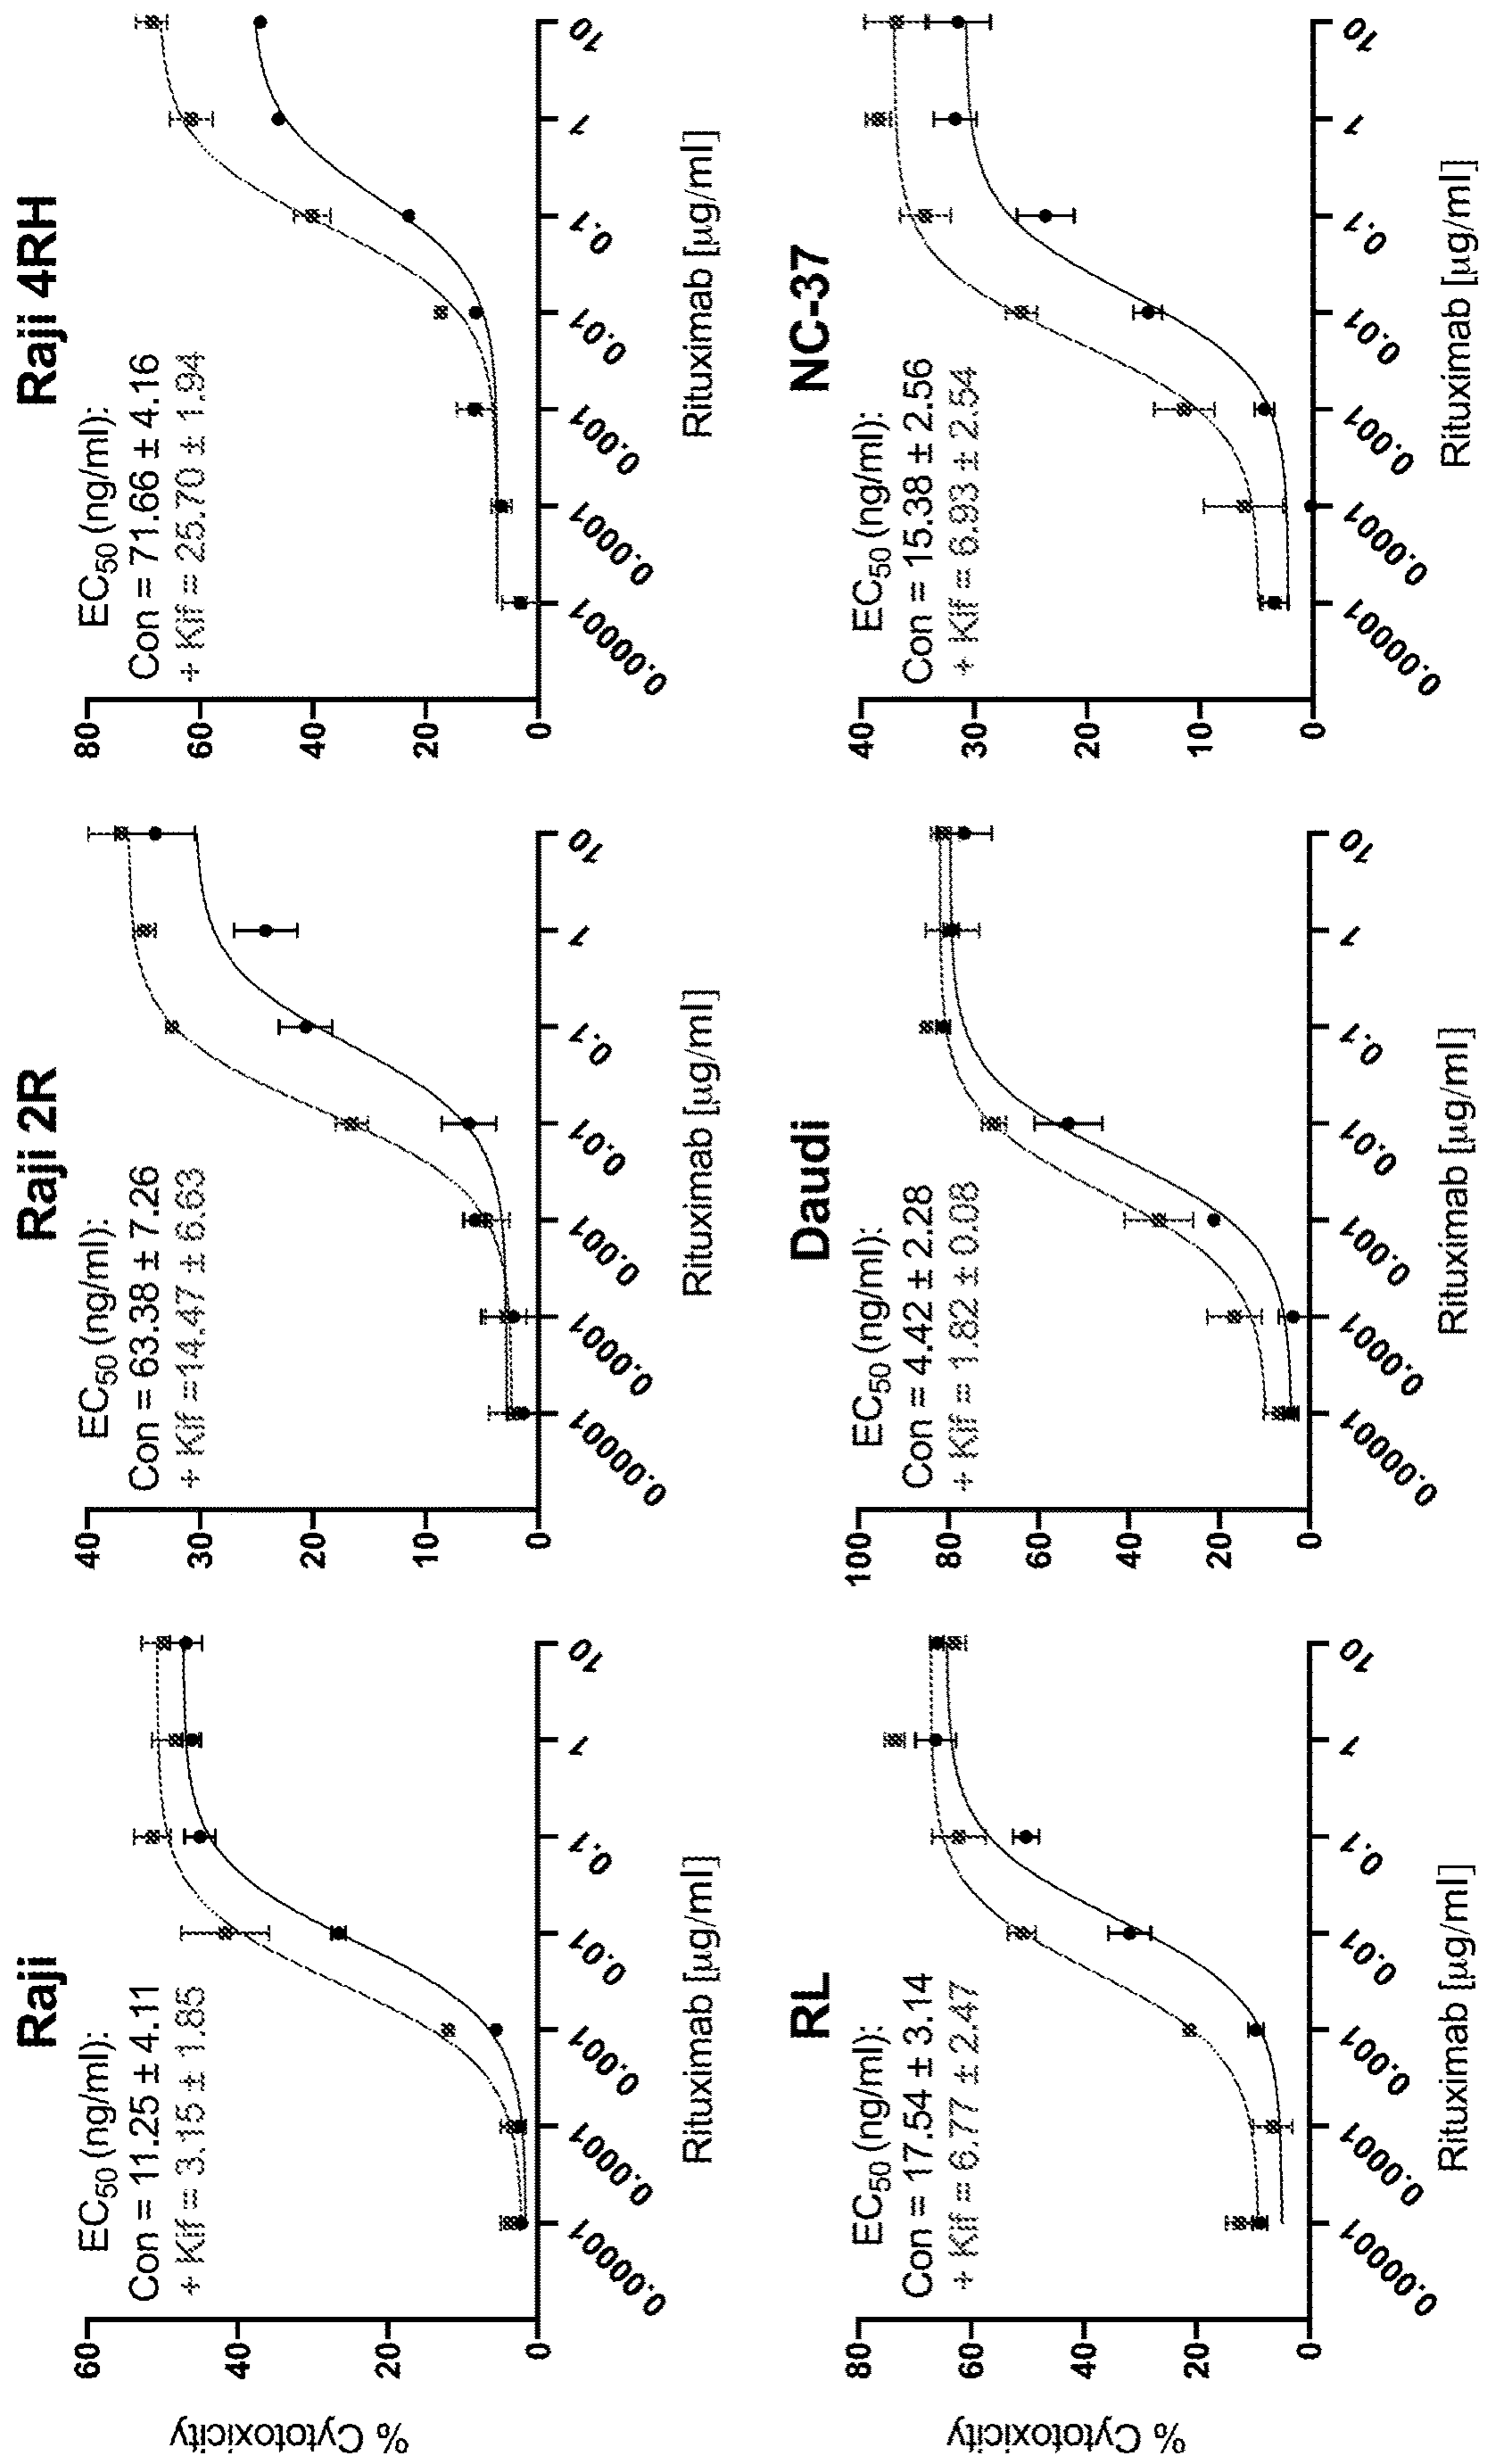 Raji
EC50 (ng/ml):
Con = 11.25 ± 4.11
+ Kif = 3.15 ± 1.85
% Cytotoxicity
60
40
20
0
0.00001
0.0001
0.001
0.01
0.1
1
10
Rituximab [µg/ml]
Raji 2R
EC50 (ng/ml):
Con = 63.38 ± 7.26
+ Kif =14.47 ± 6.63
40
30
20
10
0
0.00001
0.0001
0.001
0.01
0.1
1
10
Rituximab [µg/ml]
Raji 4RH
EC50 (ng/ml):
Con = 71.66 ± 4.16
+ Kif = 25.70 ± 1.94
80
60
40
20
0
0.00001
0.0001
0.001
0.01
0.1
1
10
Rituximab [µg/ml]
RL
EC50 (ng/ml):
Con = 17.54 ± 3.14
+ Kif = 6.77 ± 2.47
% Cytotoxicity
80
60
40
20
0
0.00001
0.0001
0.001
0.01
0.1
1
10
Rituximab [µg/ml]
Daudi
EC50 (ng/ml):
Con = 4.42 ± 2.28
+ Kif = 1.82 ± 0.08
100
80
60
40
20
0
0.00001
0.0001
0.001
0.01
0.1
1
10
Rituximab [µg/ml]
NC-37
EC50 (ng/ml):
Con = 15.38 ± 2.56
+ Kif = 6.93 ± 2.54
40
30
20
10
0
0.00001
0.0001
0.001
0.01
0.1
1
10
Rituximab [µg/ml]